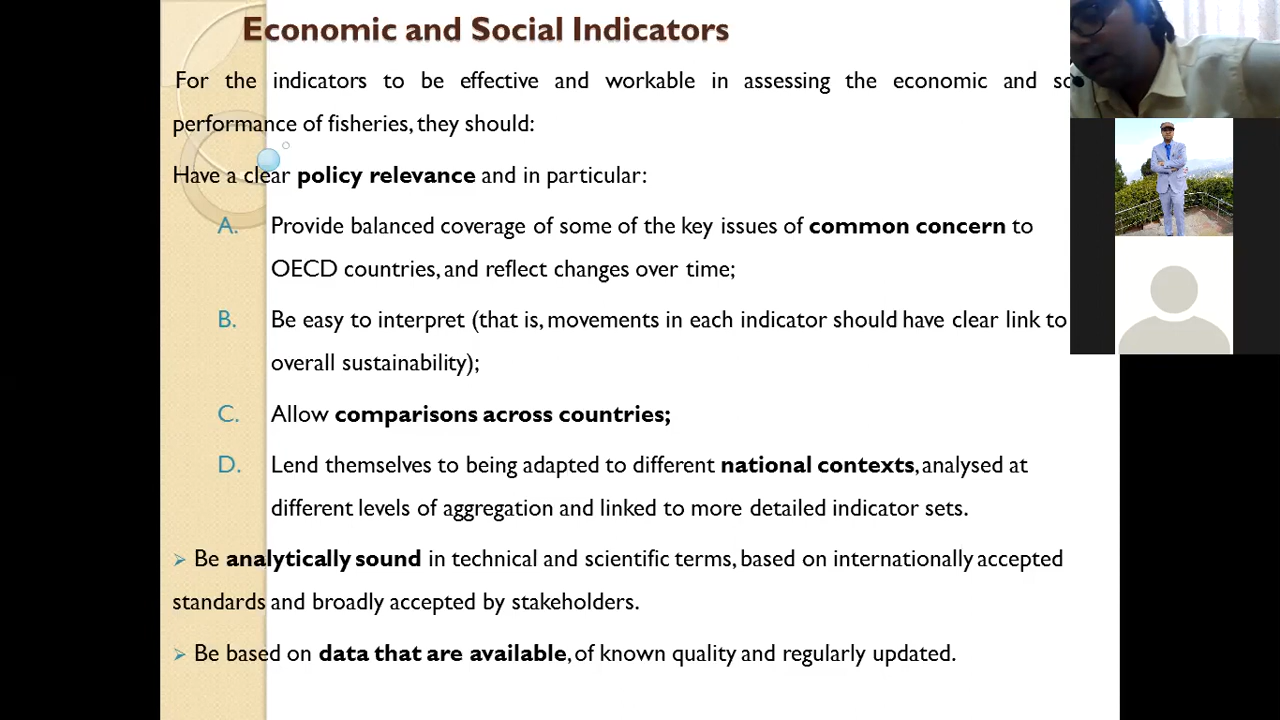 Economic and Social Indicators
For the indicators to be effective and workable in assessing the economic and
performance of fisheries, they should:
Have a clear policy relevance and in particular:
A. Provide balanced coverage of some of the key issues of common concern to
OECD countries, and reflect changes over time;
B. Be easy to interpret (that is, movements in each indicator should have clear link to
overall sustainability);
C. Allow comparisons across countries;
D. Lend themselves to being adapted to different national contexts, analysed at
different levels of aggregation and linked to more detailed indicator sets.
➢ Be analytically sound in technical and scientific terms, based on internationally accepted
standards and broadly accepted by stakeholders.
➢ Be based on data that are available, of known quality and regularly updated.